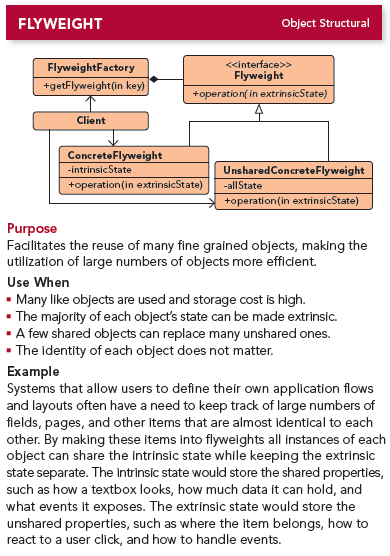 FLYWEIGHT
Object Structural
FlyweightFactory
+getFlyweight(in key)
<<interface>>
Flyweight
+operation( in extrinsicState)
Client
ConcreteFlyweight
-intrinsicState
+operation(in extrinsicState)
UnsharedConcreteFlyweight
-allState
+operation(in extrinsicState)
Purpose
Facilitates the reuse of many fine grained objects, making the
utilization of large numbers of objects more efficient.
Use When
▪ Many like objects are used and storage cost is high.
▪ The majority of each object's state can be made extrinsic.
▪ A few shared objects can replace many unshared ones.
▪ The identity of each object does not matter.
Example
Systems that allow users to define their own application flows
and layouts often have a need to keep track of large numbers of
fields, pages, and other items that are almost identical to each
other. By making these items into flyweights all instances of each
object can share the intrinsic state while keeping the extrinsic
state separate. The intrinsic state would store the shared properties,
such as how a textbox looks, how much data it can hold, and
what events it exposes. The extrinsic state would store the
unshared properties, such as where the item belongs, how to
react to a user click, and how to handle events.